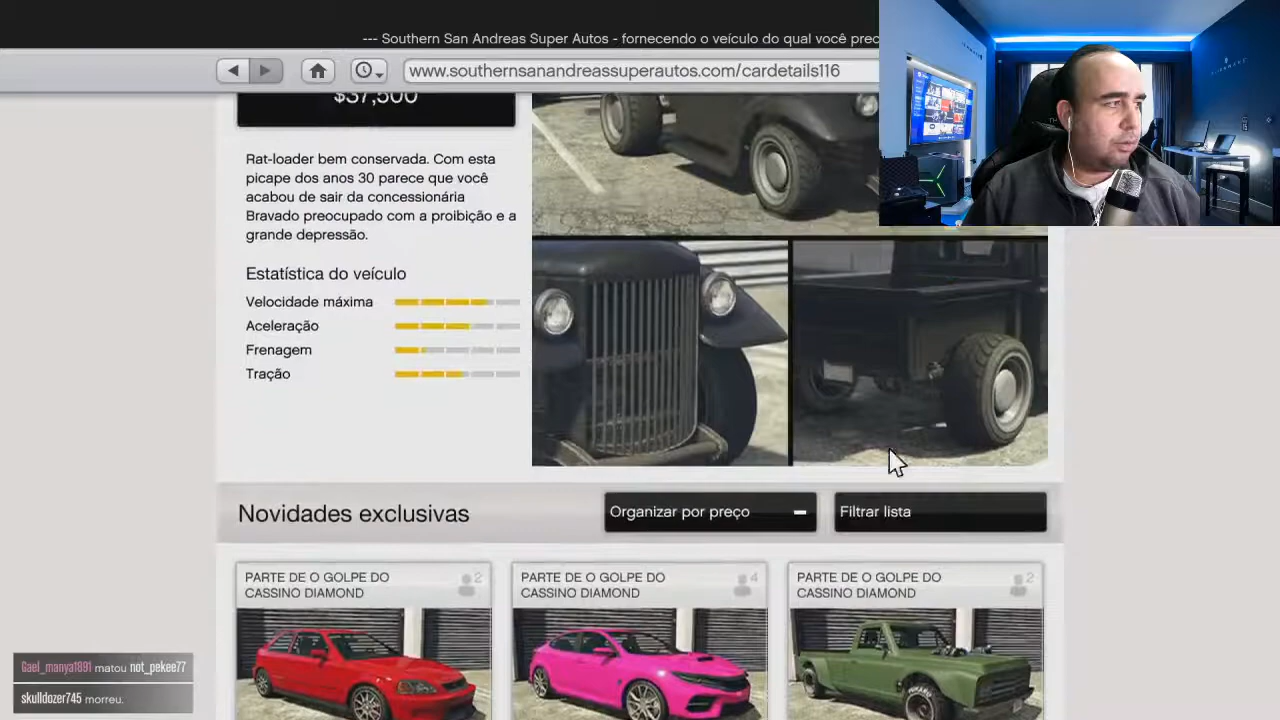 --- Southern San Andreas Super Autos - fornecendo o veículo do qual você prec
www.southernsanandreassuperautos.com/cardetails116
$37,500
Rat-loader bem conservada. Com esta
picape dos anos 30 parece que você
acabou de sair da concessionária
Bravado preocupado com a proibição e a
grande depressão.
Estatística do veículo
Velocidade máxima
Aceleração
Frenagem
Tração
Novidades exclusivas
Organizar por preço
Filtrar lista
PARTE DE O GOLPE DO
CASSINO DIAMOND
2
PARTE DE O GOLPE DO
CASSINO DIAMOND
4
PARTE DE O GOLPE DO
CASSINO DIAMOND
2
Gael_manya1891 matou not_pekee77
skulldozer745 morreu.